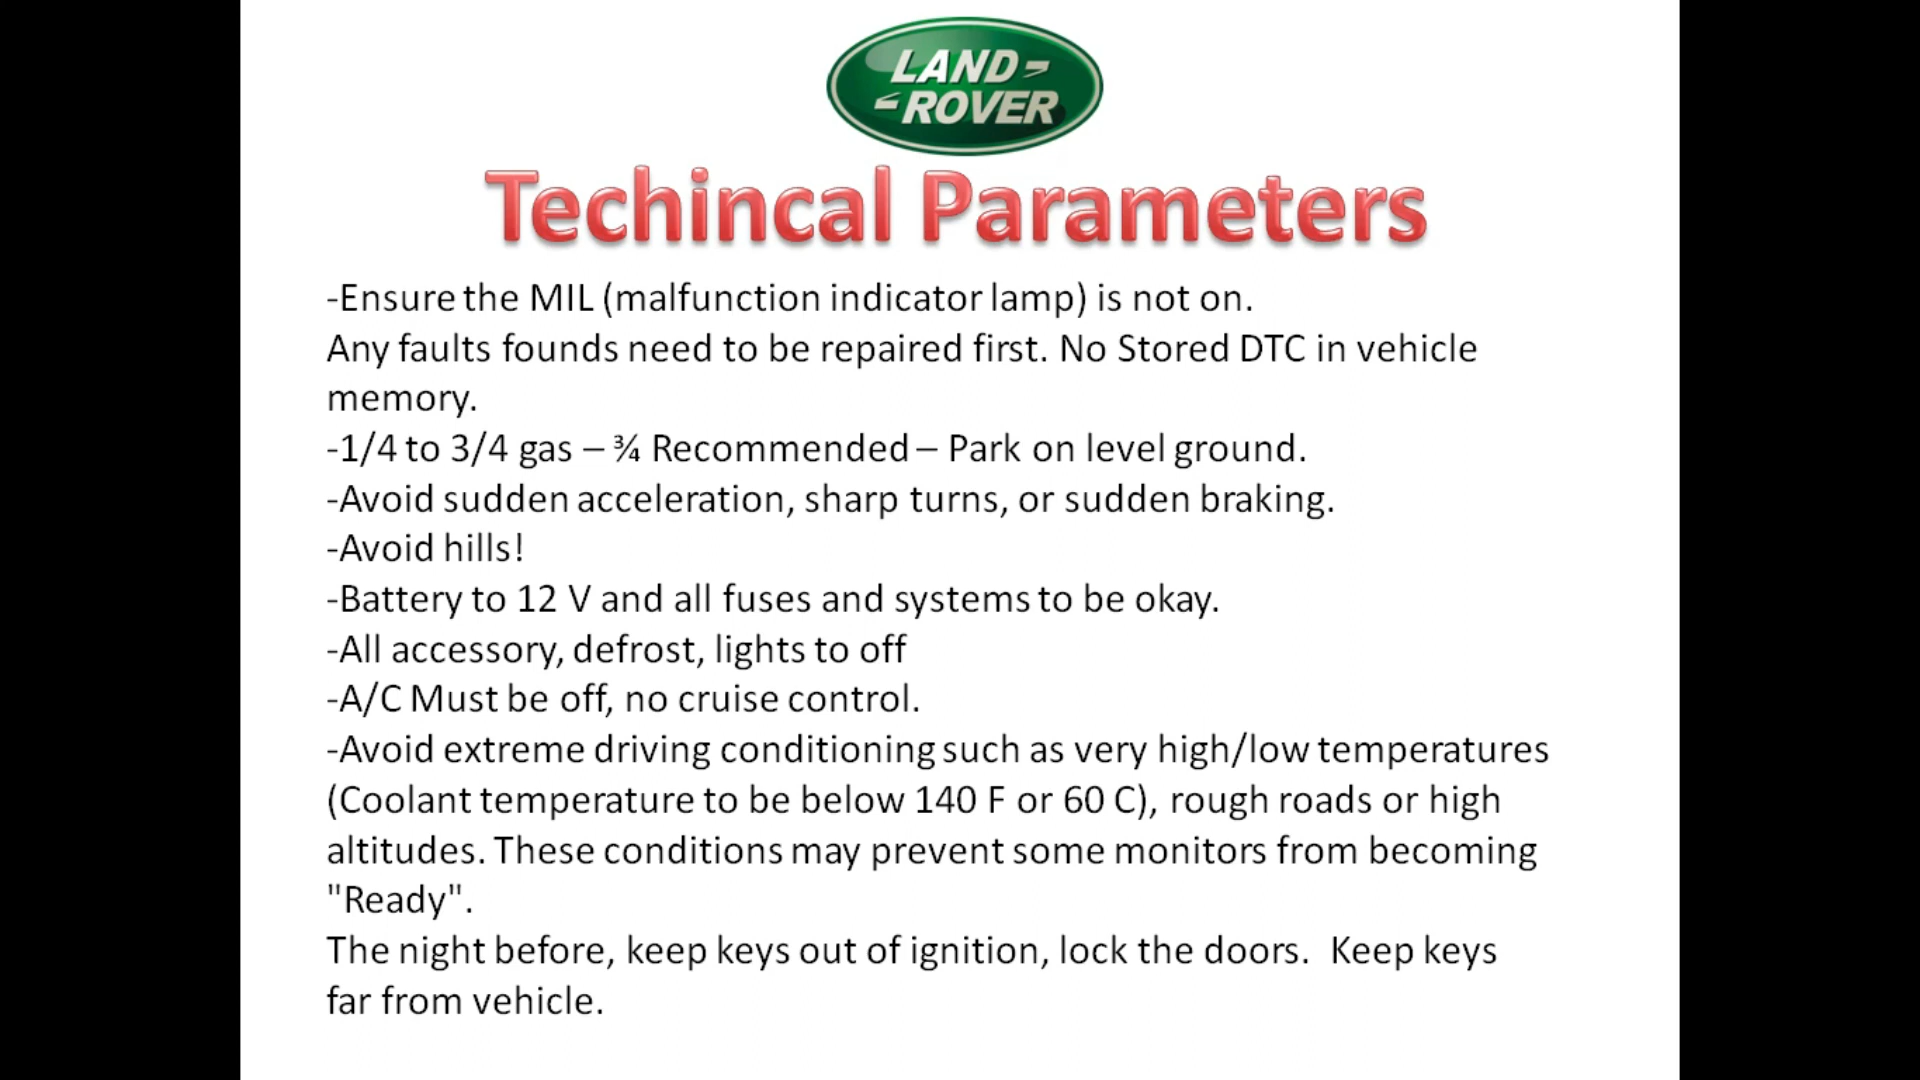 LAND
ROVER
Techincal Parameters
-Ensure the MIL (malfunction indicator lamp) is not on.
Any faults founds need to be repaired first. No Stored DTC in vehicle
memory.
-1/4 to 3/4 gas – ¾ Recommended – Park on level ground.
-Avoid sudden acceleration, sharp turns, or sudden braking.
-Avoid hills!
-Battery to 12 V and all fuses and systems to be okay.
-All accessory, defrost, lights to off
-A/C Must be off, no cruise control.
-Avoid extreme driving conditioning such as very high/low temperatures
(Coolant temperature to be below 140 F or 60 C), rough roads or high
altitudes. These conditions may prevent some monitors from becoming
"Ready".
The night before, keep keys out of ignition, lock the doors.  Keep keys
far from vehicle.